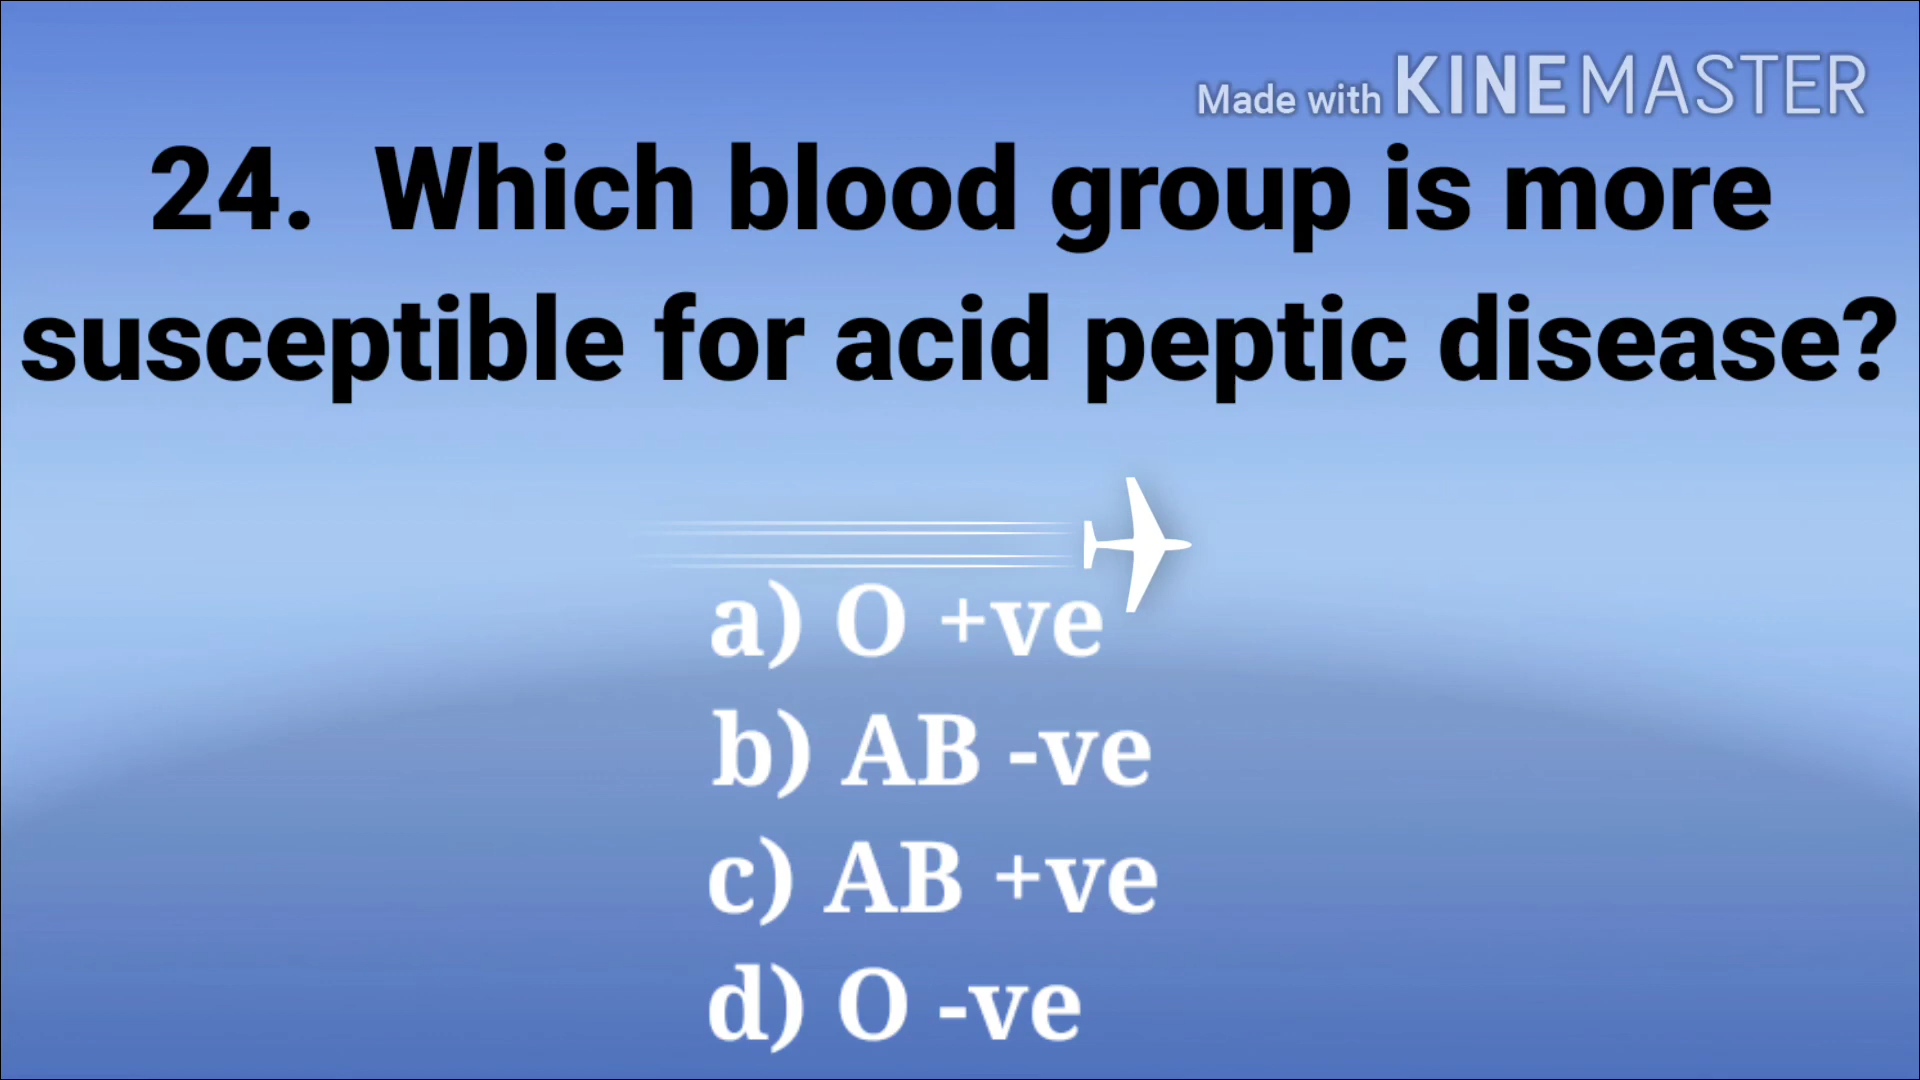 Made with KINEMASTER
24. Which blood group is more
susceptible for acid peptic disease?
a) O +ve
b) AB -ve
c) AB +ve
d) O -ve